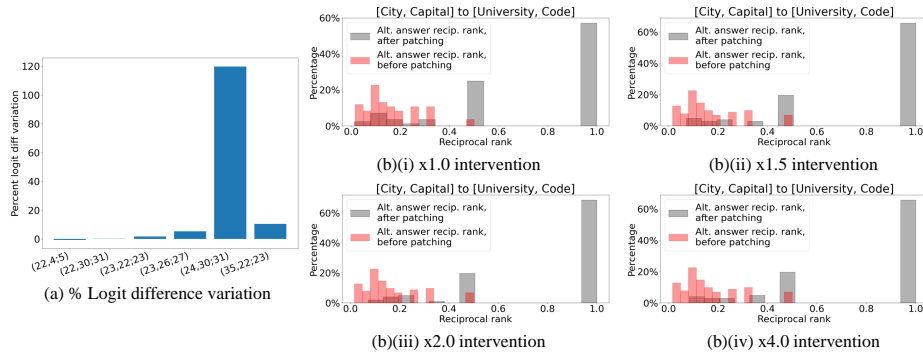 120
100
80
60
40
20
0
Percent logit diff variation
(22,4;5)
(22,30;31)
(23,22;23)
(23,26;27)
(24,30;31)
(35,22;23)
(a) % Logit difference variation
[City, Capital] to [University, Code]
60%
40%
20%
0%
Percentage
Alt. answer recip. rank,
after patching
Alt. answer recip. rank,
before patching
0.0 0.2 0.4 0.6 0.8 1.0
Reciprocal rank
(b)(i) x1.0 intervention
[City, Capital] to [University, Code]
60%
40%
20%
0%
Percentage
Alt. answer recip. rank,
after patching
Alt. answer recip. rank,
before patching
0.0 0.2 0.4 0.6 0.8 1.0
Reciprocal rank
(b)(ii) x1.5 intervention
[City, Capital] to [University, Code]
60%
40%
20%
0%
Percentage
Alt. answer recip. rank,
after patching
Alt. answer recip. rank,
before patching
0.0 0.2 0.4 0.6 0.8 1.0
Reciprocal rank
(b)(iii) x2.0 intervention
[City, Capital] to [University, Code]
60%
40%
20%
0%
Percentage
Alt. answer recip. rank,
after patching
Alt. answer recip. rank,
before patching
0.0 0.2 0.4 0.6 0.8 1.0
Reciprocal rank
(b)(iv) x4.0 intervention